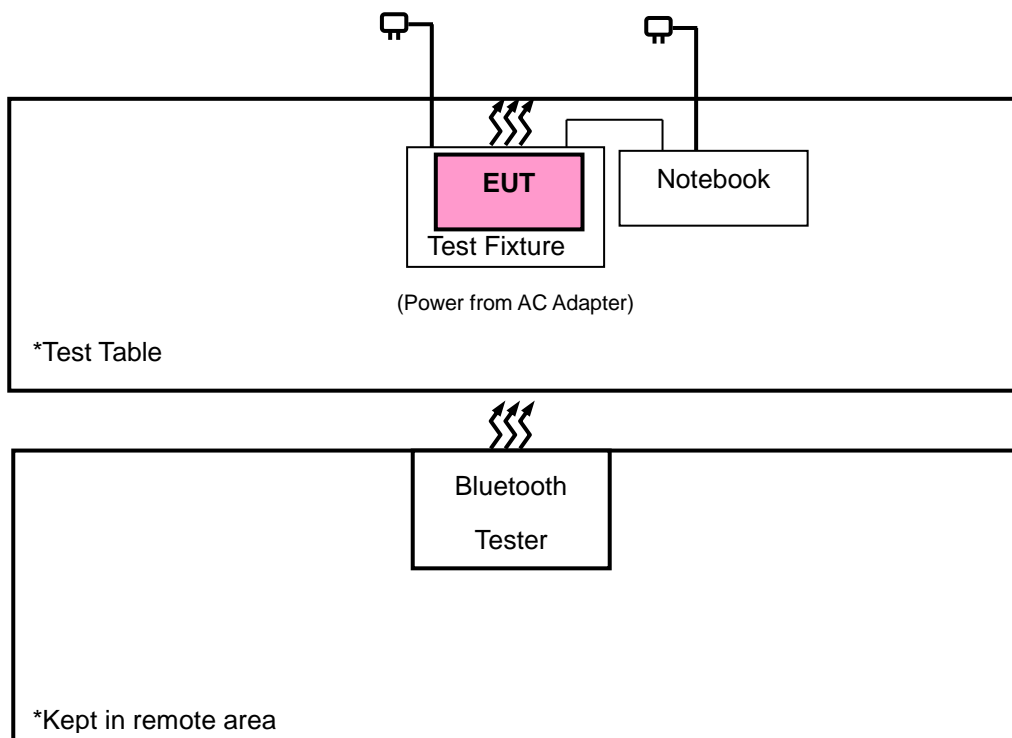 EUT
Notebook
Test Fixture
(Power from AC Adapter)
*Test Table
Bluetooth
Tester
*Kept in remote area